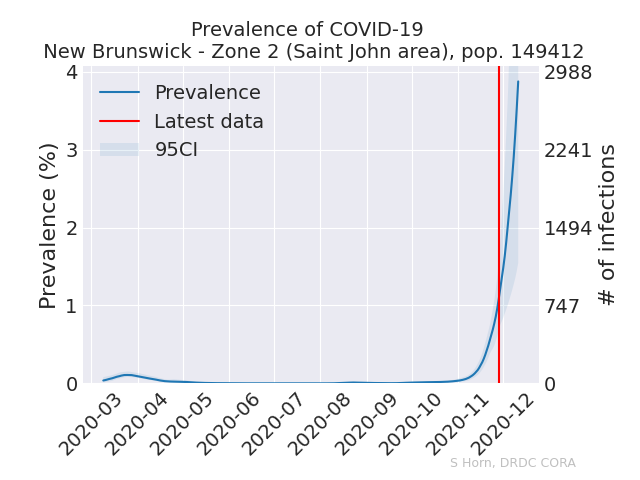 Prevalence of COVID-19
New Brunswick - Zone 2 (Saint John area), pop. 149412
Prevalence
Latest data
95CI
Prevalence (%)
4
3
2
1
0
2988
2241
1494
747
0
# of infections
2020-03
2020-04
2020-05
2020-06
2020-07
2020-08
2020-09
2020-10
2020-11
2020-12
S Horn, DRDC CORA